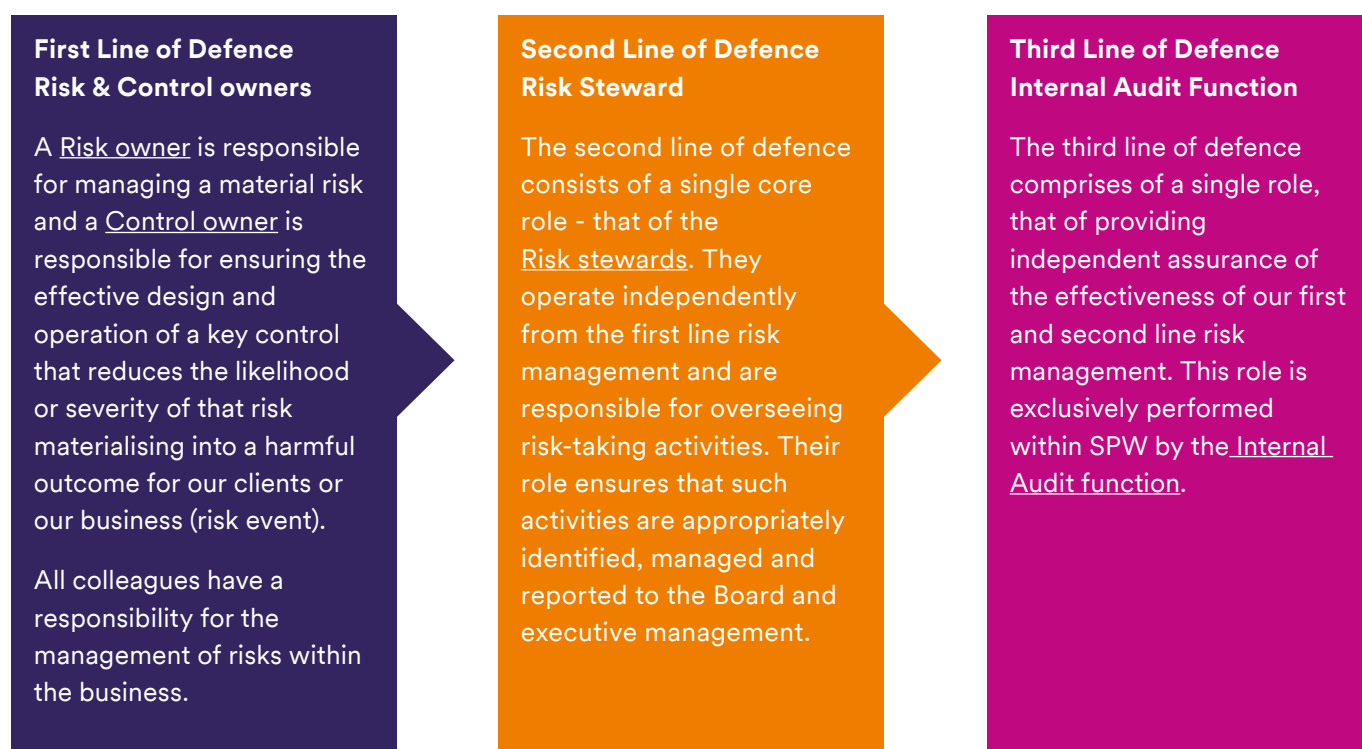 First Line of Defence
Risk & Control owners
A Risk owner is responsible
for managing a material risk
and a Control owner is
responsible for ensuring the
effective design and
operation of a key control
that reduces the likelihood
or severity of that risk
materialising into a harmful
outcome for our clients or
our business (risk event).
All colleagues have a
responsibility for the
management of risks within
the business.
Second Line of Defence
Risk Steward
The second line of defence
consists of a single core
role - that of the
Risk stewards. They
operate independently
from the first line risk
management and are
responsible for overseeing
risk-taking activities. Their
role ensures that such
activities are appropriately
identified, managed and
reported to the Board and
executive management.
Third Line of Defence
Internal Audit Function
The third line of defence
comprises of a single role,
that of providing
independent assurance of
the effectiveness of our first
and second line risk
management. This role is
exclusively performed
within SPW by the Internal
Audit function.